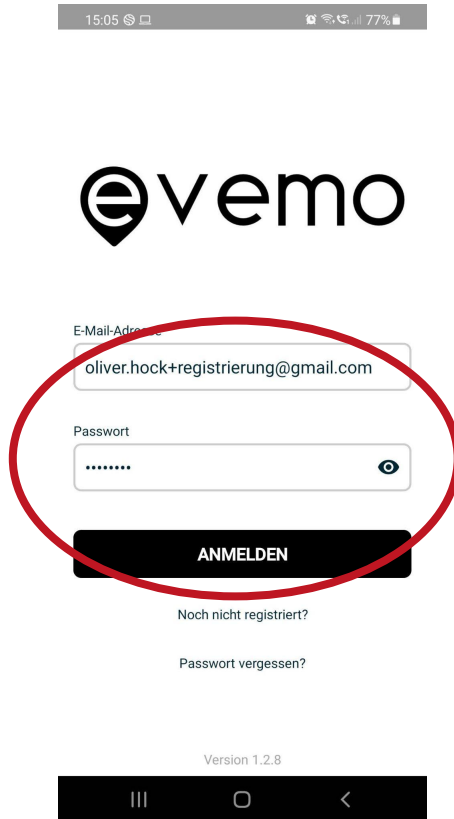 15:05
77%
evemo
E-Mail-Adresse
oliver.hock+registrierung@gmail.com
Passwort
••••••••
ANMELDEN
Noch nicht registriert?
Passwort vergessen?
Version 1.2.8